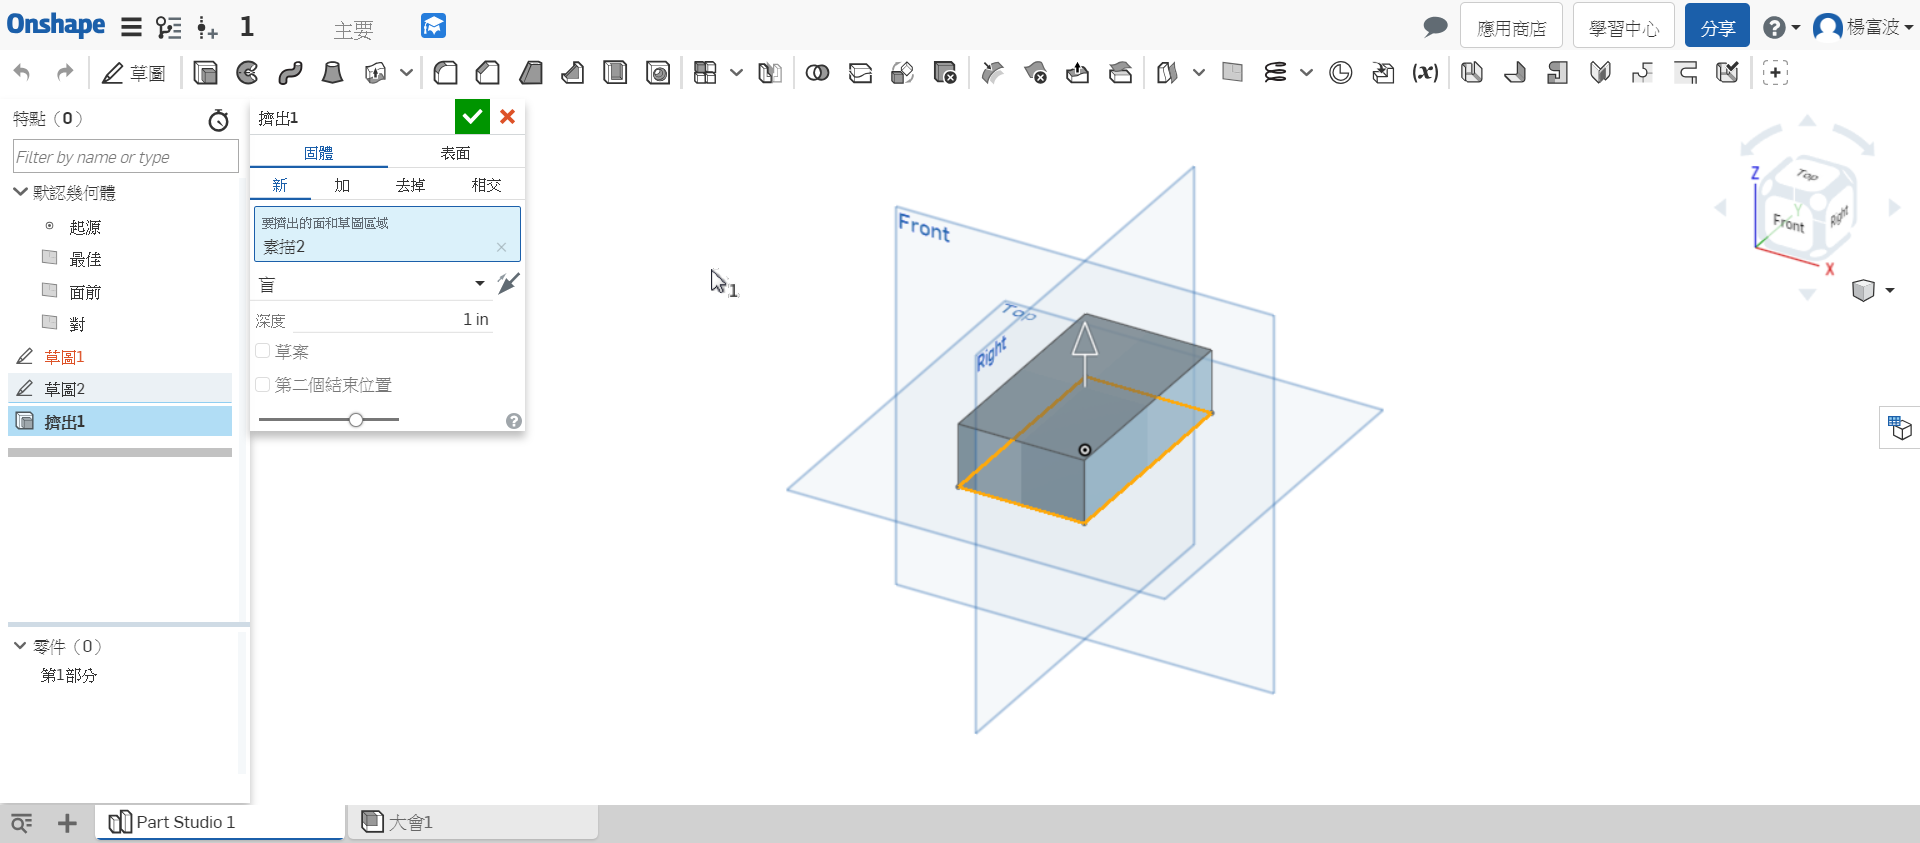 Onshape
1
主要
應用商店
學習中心
分享
楊富波
草圖
(x)
特點（0）
Filter by name or type
默認幾何體
起源
最佳
面前
對
草圖1
草圖2
擠出1
零件（0）
第1部分
擠出1
固體
表面
新
加
去掉
相交
要擠出的面和草圖區域
素描2
盲
深度
1 in
草案
第二個結束位置
1
Front
Top
Right
Z
Top
Y
Front
Right
X
Part Studio 1
大會1